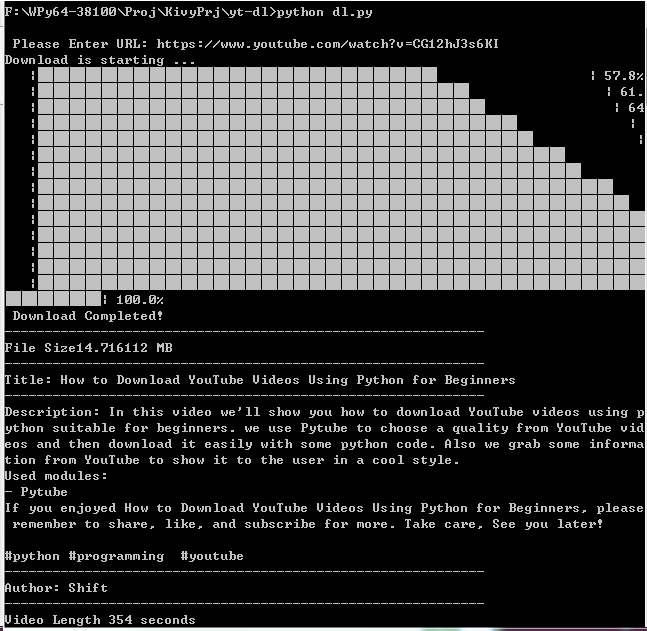 F:\WPy64-38100\Proj\KivyPrj\yt-dl>python dl.py
Please Enter URL: https://www.youtube.com/watch?v=CG12hJ3s6KI
Download is starting ...
¦ ¦ 57.8%
¦ ¦ 61.
¦ ¦ 64
¦ ¦
¦ ¦
¦
¦
¦
¦
¦
¦
¦
¦
¦
¦ 100.0%
Download Completed!
------------------------------------------------------------
File Size14.716112 MB
------------------------------------------------------------
Title: How to Download YouTube Videos Using Python for Beginners
------------------------------------------------------------
Description: In this video we'll show you how to download YouTube videos using p
ython suitable for beginners. we use Pytube to choose a quality from YouTube vid
eos and then download it easily with some python code. Also we grab some informa
tion from YouTube to show it to the user in a cool style.
Used modules:
- Pytube
If you enjoyed How to Download YouTube Videos Using Python for Beginners, please
remember to share, like, and subscribe for more. Take care, See you later!
#python #programming  #youtube
------------------------------------------------------------
Author: Shift
------------------------------------------------------------
Video Length 354 seconds